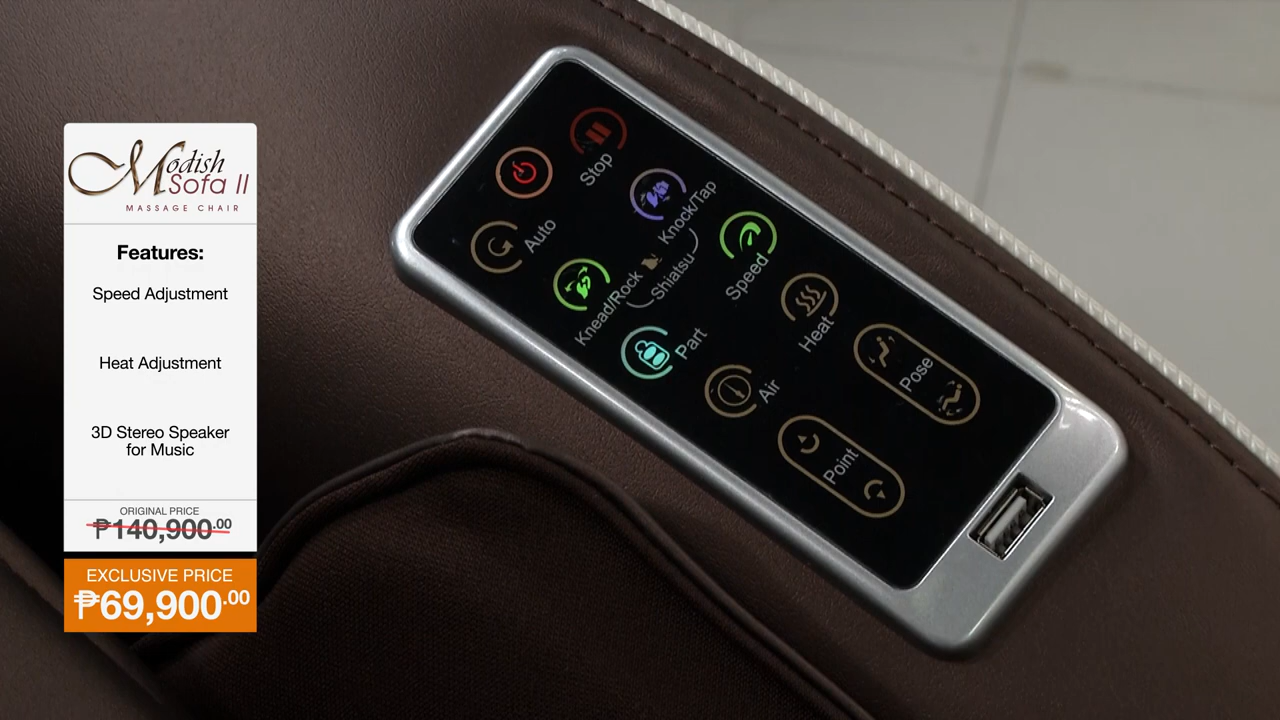 Modish
Sofa II
MASSAGE CHAIR
Features:
Speed Adjustment
Heat Adjustment
3D Stereo Speaker
for Music
ORIGINAL PRICE
₱140,900.00
EXCLUSIVE PRICE
₱69,900.00
Stop
Auto
Knock/Tap
Knead/Rock
Shiatsu
Speed
Part
Heat
Air
Pose
Point